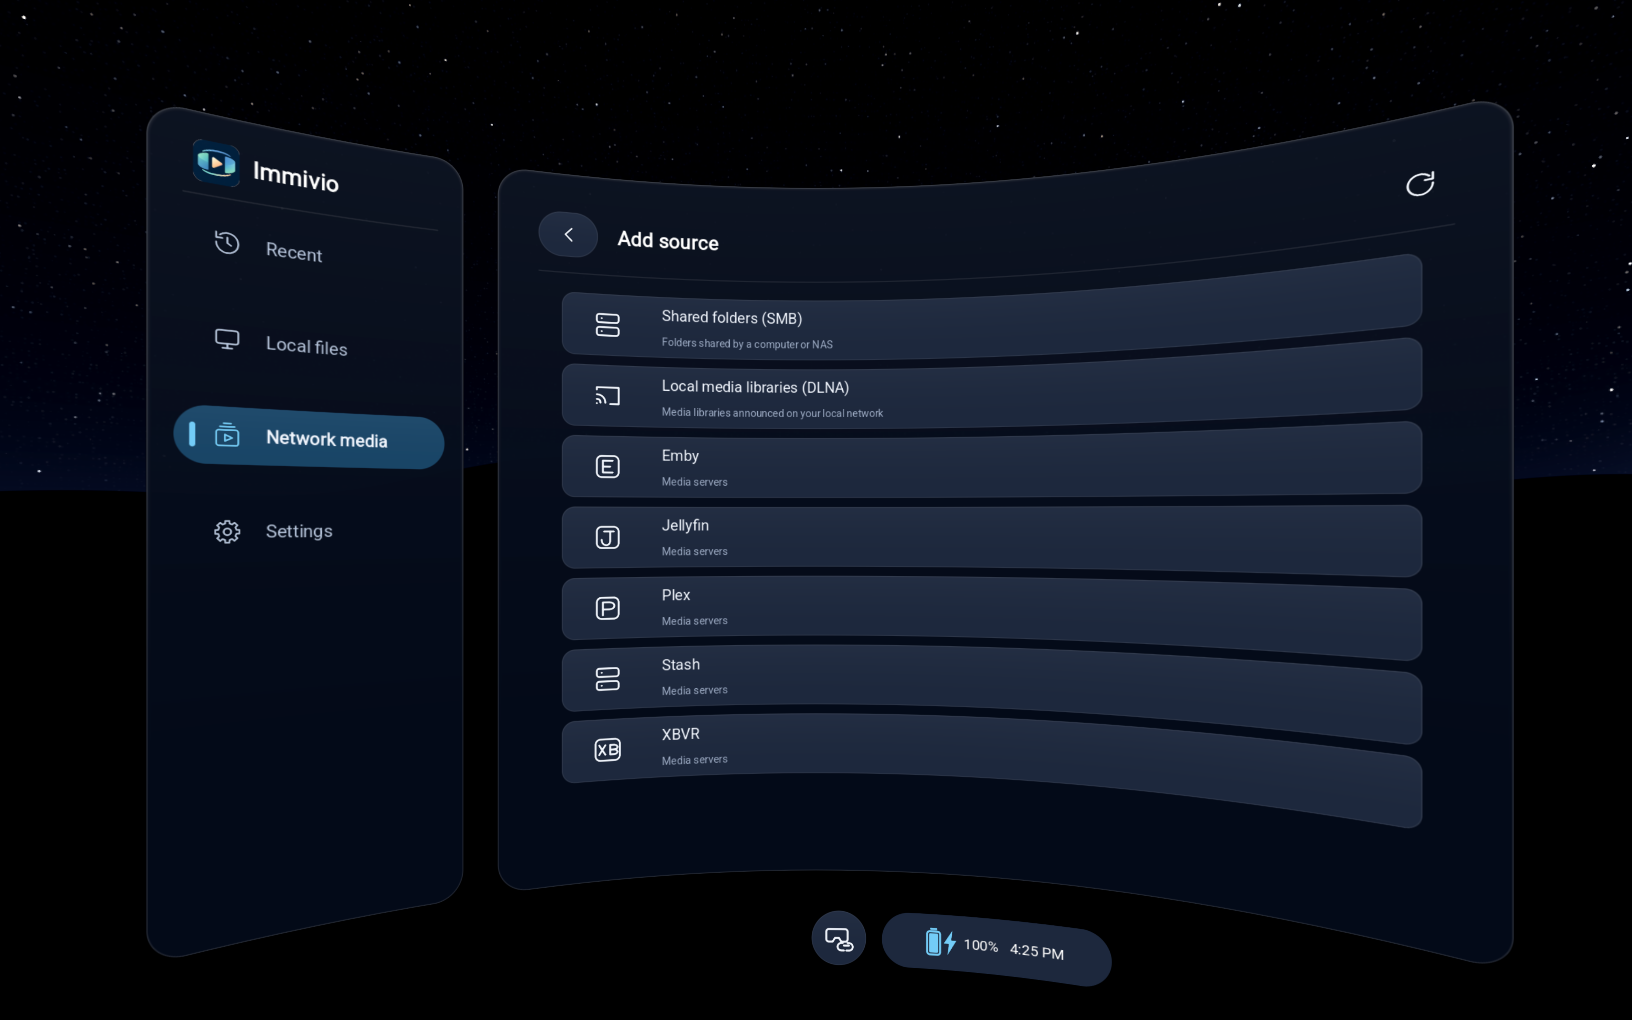 Immivio
Recent
Local files
Network media
Settings
Add source
Shared folders (SMB)
Folders shared by a computer or NAS
Local media libraries (DLNA)
Media libraries announced on your local network
E
Emby
Media servers
J
Jellyfin
Media servers
P
Plex
Media servers
Stash
Media servers
XB
XBVR
Media servers
100% 4:25 PM